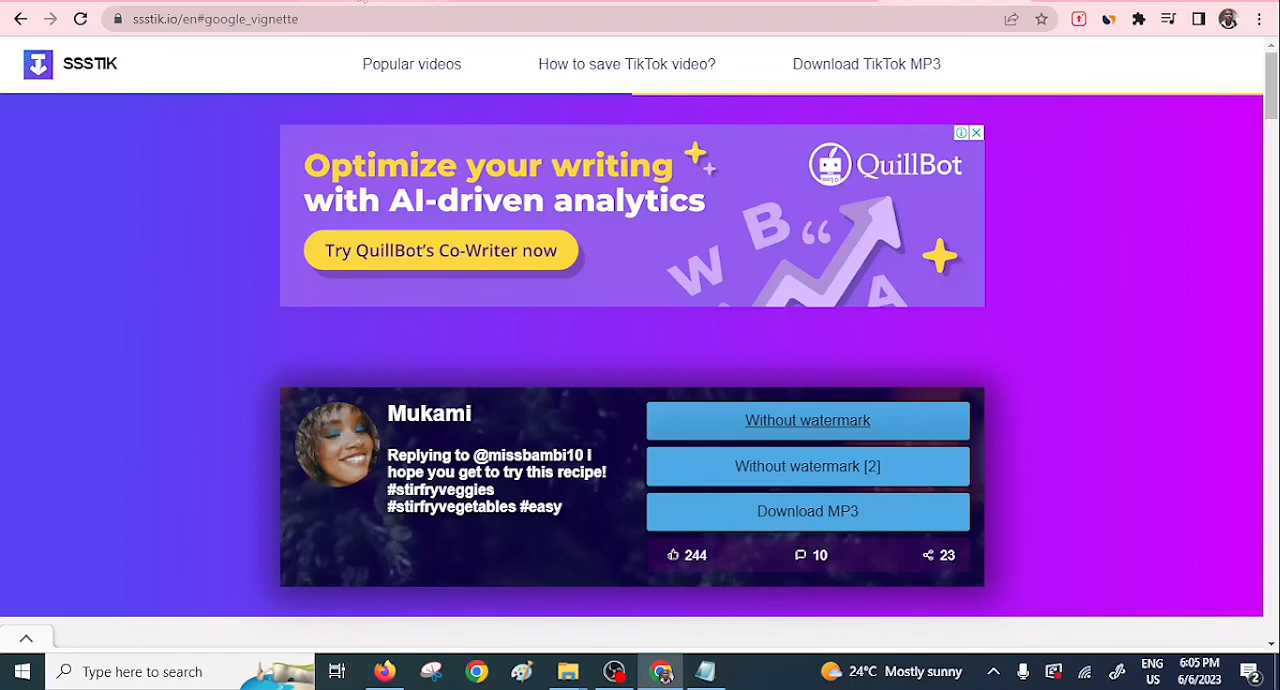 ssstik.io/en#google_vignette
SSSTIK
Popular videos
How to save TikTok video?
Download TikTok MP3
Optimize your writing
with AI-driven analytics
Try QuillBot's Co-Writer now
QuillBot
W B “ A
Mukami
Replying to @missbambi10 I
hope you get to try this recipe!
#stirfryveggies
#stirfryvegetables #easy
Without watermark
Without watermark [2]
Download MP3
244
10
23
Type here to search
24°C Mostly sunny
ENG
US
6:05 PM
6/6/2023
2